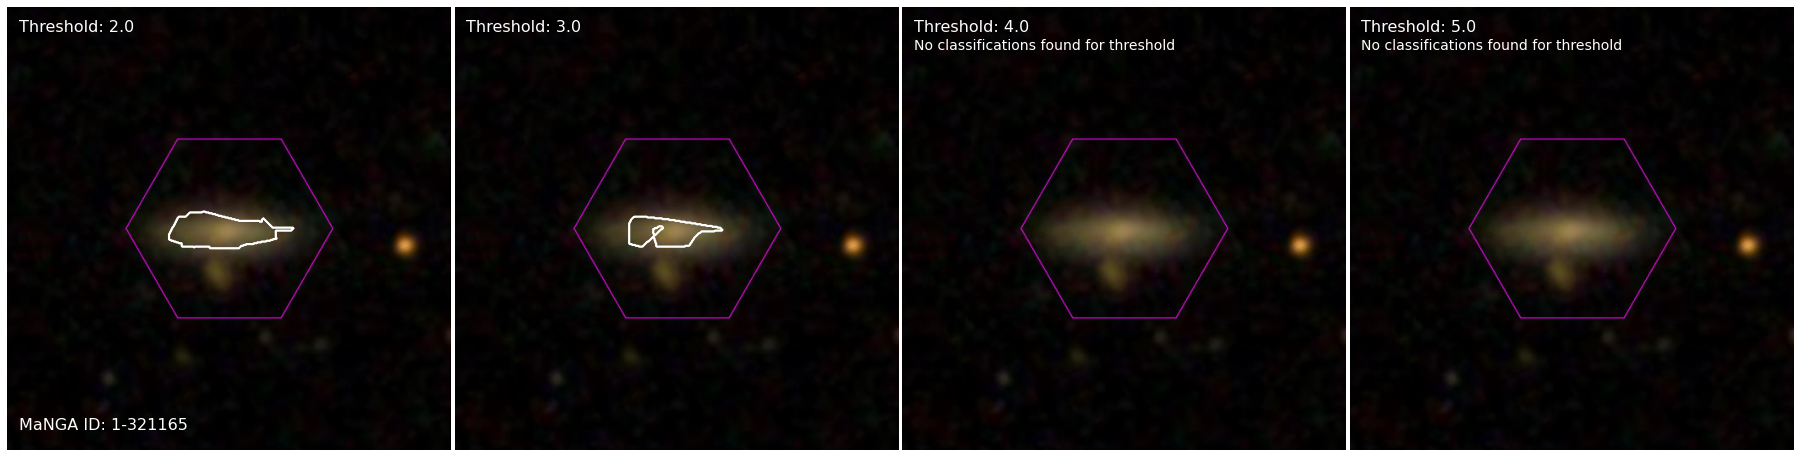 Threshold: 2.0
MaNGA ID: 1-321165
Threshold: 3.0
Threshold: 4.0
No classifications found for threshold
Threshold: 5.0
No classifications found for threshold